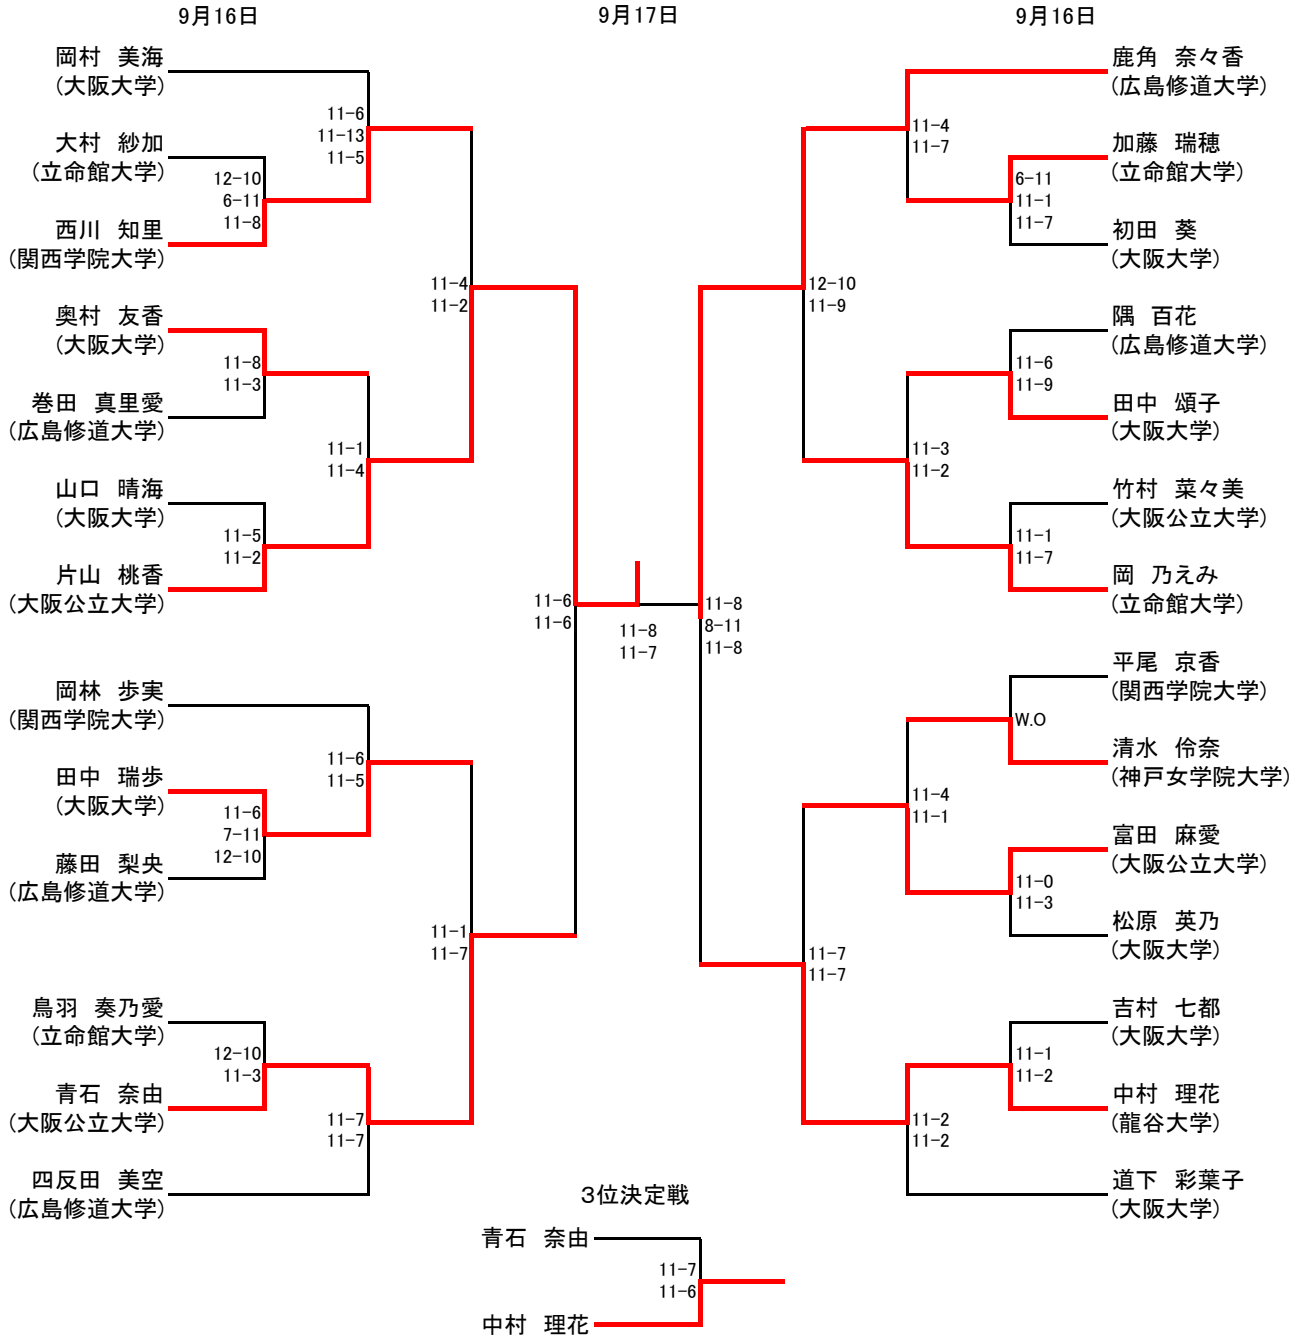 9月16日
9月17日
9月16日
岡村　美海
(大阪大学)
11-6
11-13
11-5
大村　紗加
(立命館大学)
12-10
6-11
11-8
西川　知里
(関西学院大学)
11-4
11-2
奥村　友香
(大阪大学)
11-8
11-3
巻田　真里愛
(広島修道大学)
11-1
11-4
山口　晴海
(大阪大学)
11-5
11-2
片山　桃香
(大阪公立大学)
11-6
11-6
岡林　歩実
(関西学院大学)
11-6
11-5
田中　瑞歩
(大阪大学)
11-6
7-11
12-10
藤田　梨央
(広島修道大学)
11-1
11-7
鳥羽　奏乃愛
(立命館大学)
12-10
11-3
青石　奈由
(大阪公立大学)
11-7
11-7
四反田　美空
(広島修道大学)
11-8
11-7
鹿角　奈々香
(広島修道大学)
11-4
11-7
加藤　瑞穂
(立命館大学)
6-11
11-1
11-7
初田　葵
(大阪大学)
12-10
11-9
隅　百花
(広島修道大学)
11-6
11-9
田中　頌子
(大阪大学)
11-3
11-2
竹村　菜々美
(大阪公立大学)
11-1
11-7
岡　乃えみ
(立命館大学)
11-8
8-11
11-8
平尾　京香
(関西学院大学)
W.O
清水　伶奈
(神戸女学院大学)
11-4
11-1
富田　麻愛
(大阪公立大学)
11-0
11-3
松原　英乃
(大阪大学)
11-7
11-7
吉村　七都
(大阪大学)
11-1
11-2
中村　理花
(龍谷大学)
11-2
11-2
道下　彩葉子
(大阪大学)
3位決定戦
青石　奈由
11-7
11-6
中村　理花